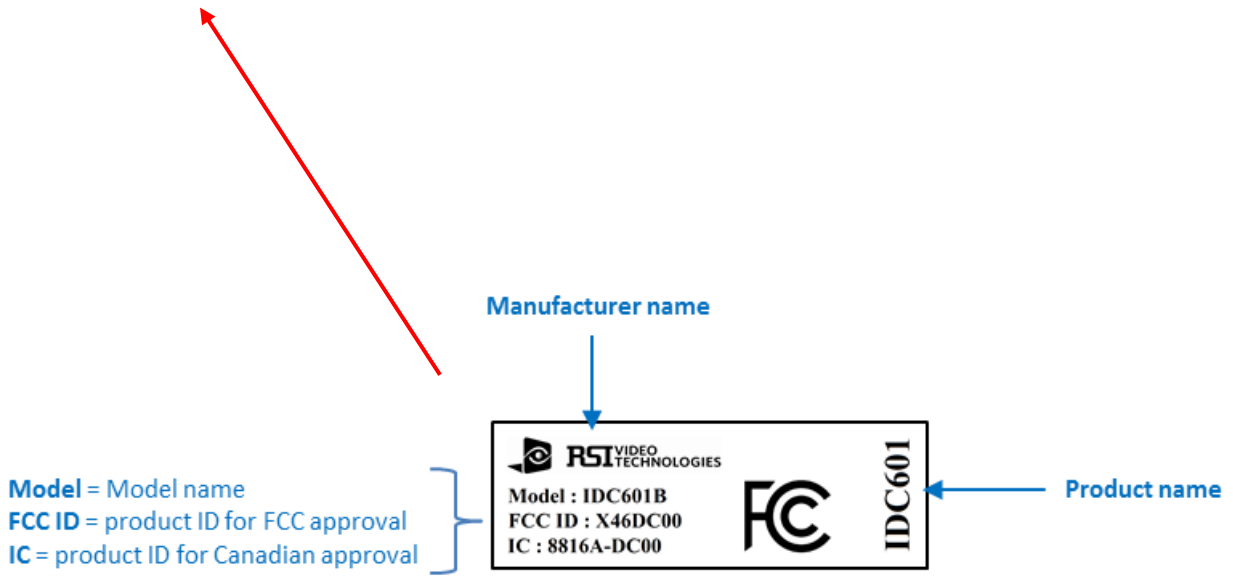 Manufacturer name
RSI VIDEO TECHNOLOGIES
Model : IDC601B
FCC ID : X46DC00
IC : 8816A-DC00
FC
IDC601
Product name
Model = Model name
FCC ID = product ID for FCC approval
IC = product ID for Canadian approval